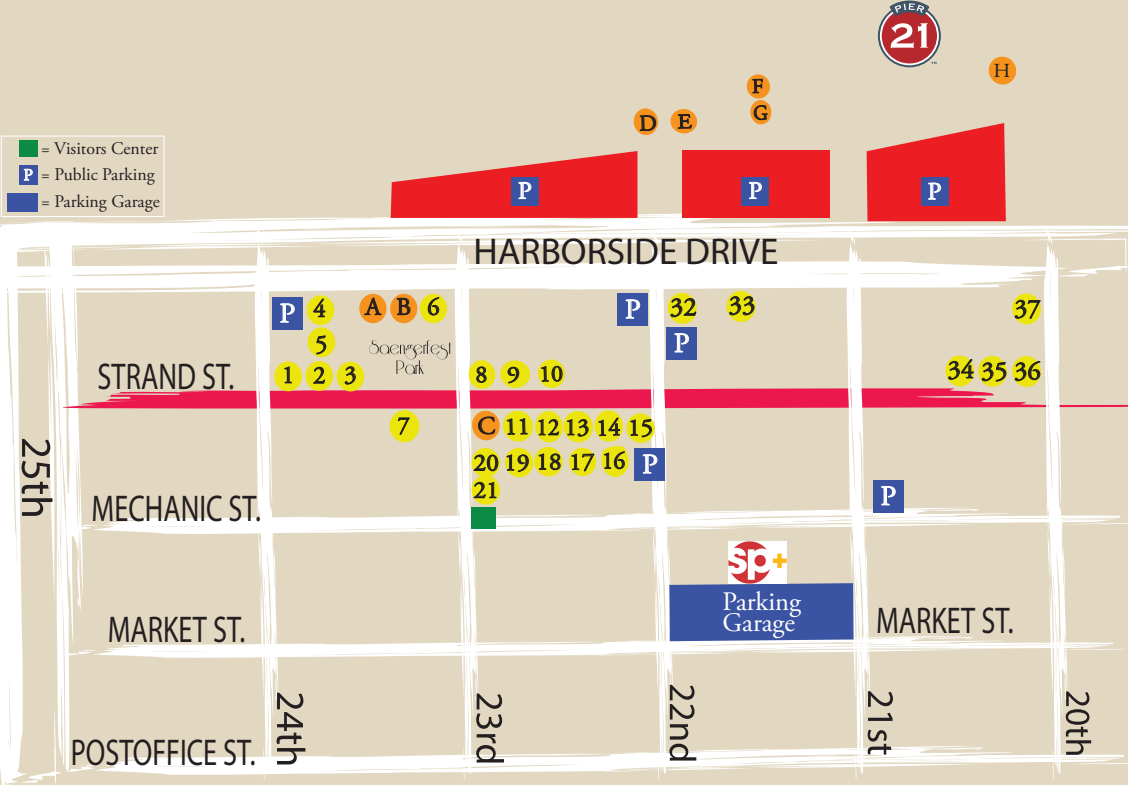 PIER
21
™
H
F
G
D
E
= Visitors Center
P = Public Parking
= Parking Garage
P
P
P
HARBORSIDE DRIVE
P
4
A
B
6
P
32
33
37
5
Saengerfest
Park
P
STRAND ST.
1
2
3
8
9
10
34
35
36
7
C
11
12
13
14
15
20
19
18
17
16
P
25th
21
MECHANIC ST.
P
sp+
Parking
Garage
MARKET ST.
MARKET ST.
24th
23rd
22nd
21st
20th
POSTOFFICE ST.